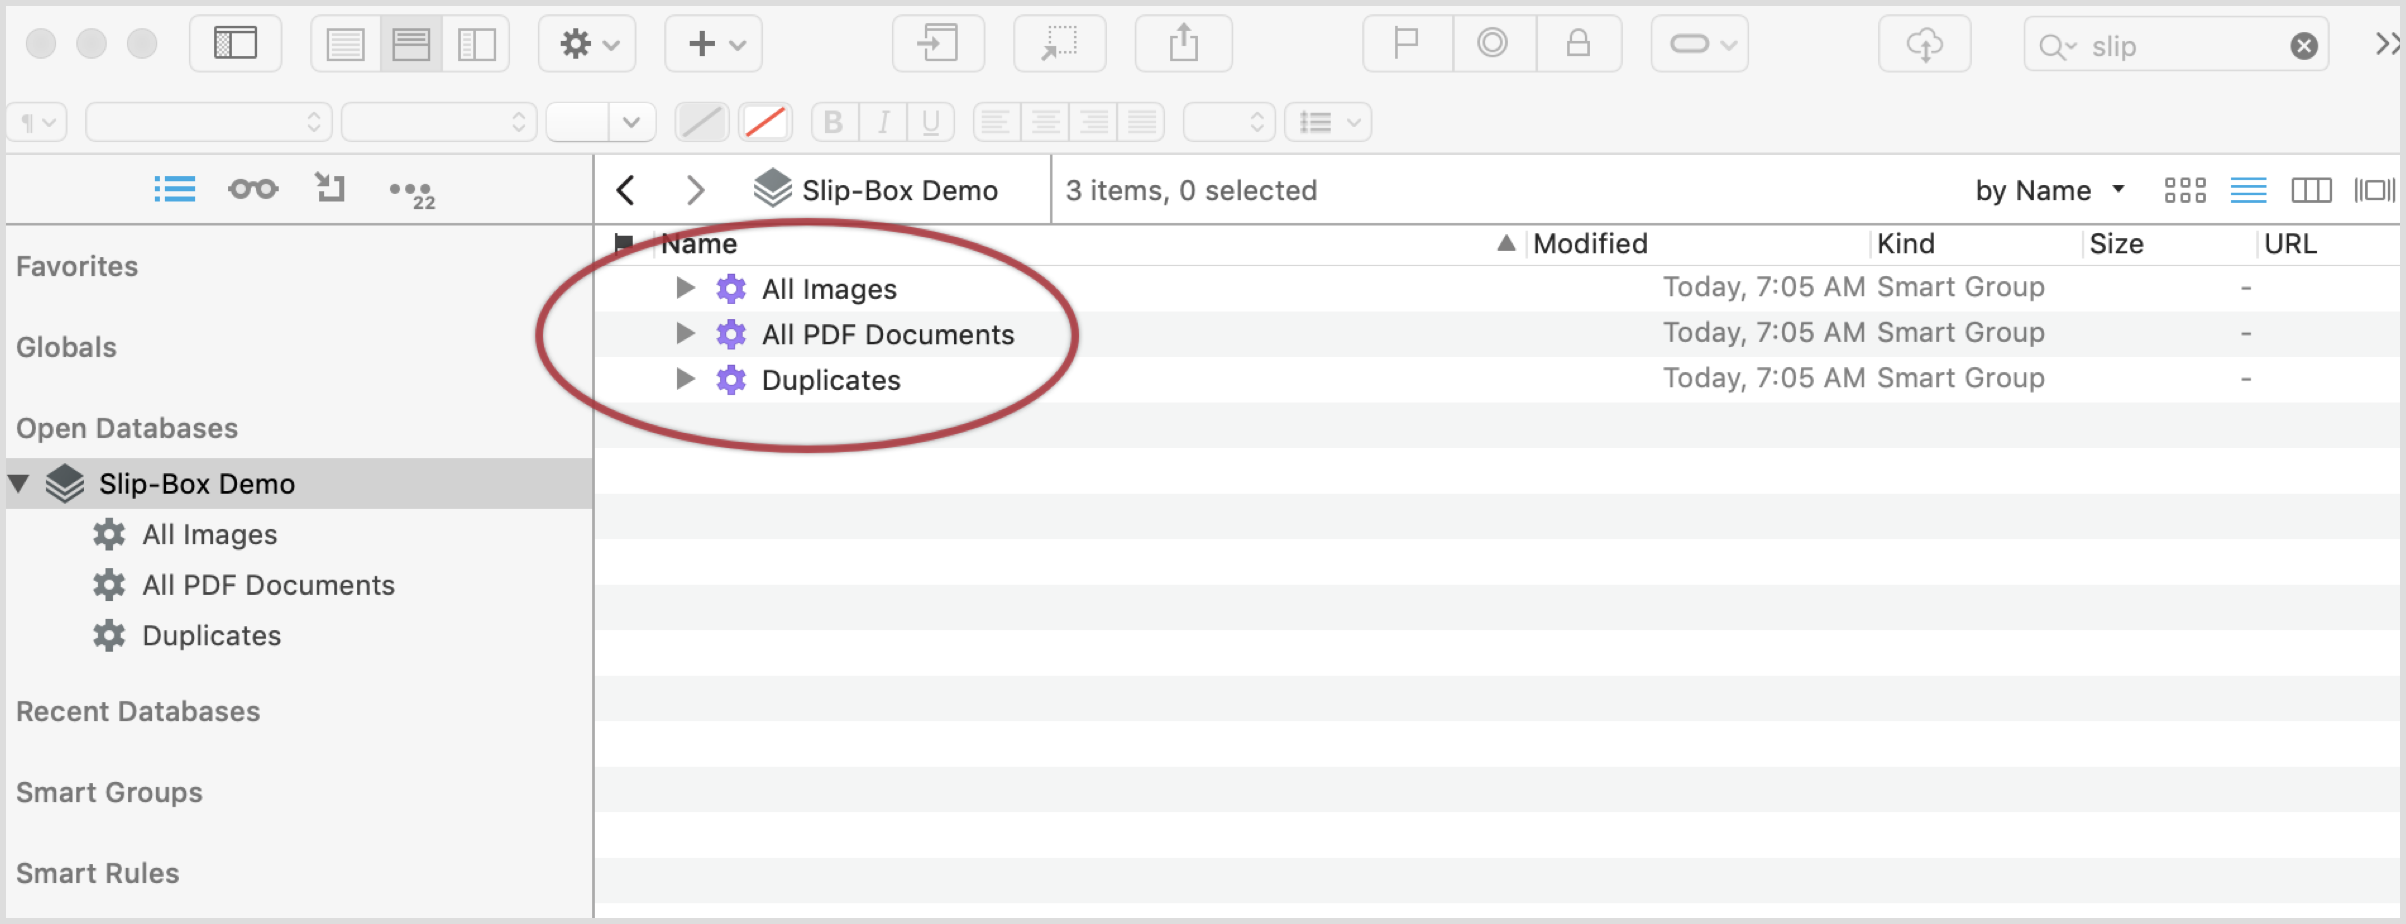 slip
B I U
22
Slip-Box Demo
3 items, 0 selected
by Name
Favorites
Globals
Open Databases
Slip-Box Demo
All Images
All PDF Documents
Duplicates
Recent Databases
Smart Groups
Smart Rules
Name Modified Kind Size URL
All Images Today, 7:05 AM Smart Group -
All PDF Documents Today, 7:05 AM Smart Group -
Duplicates Today, 7:05 AM Smart Group -